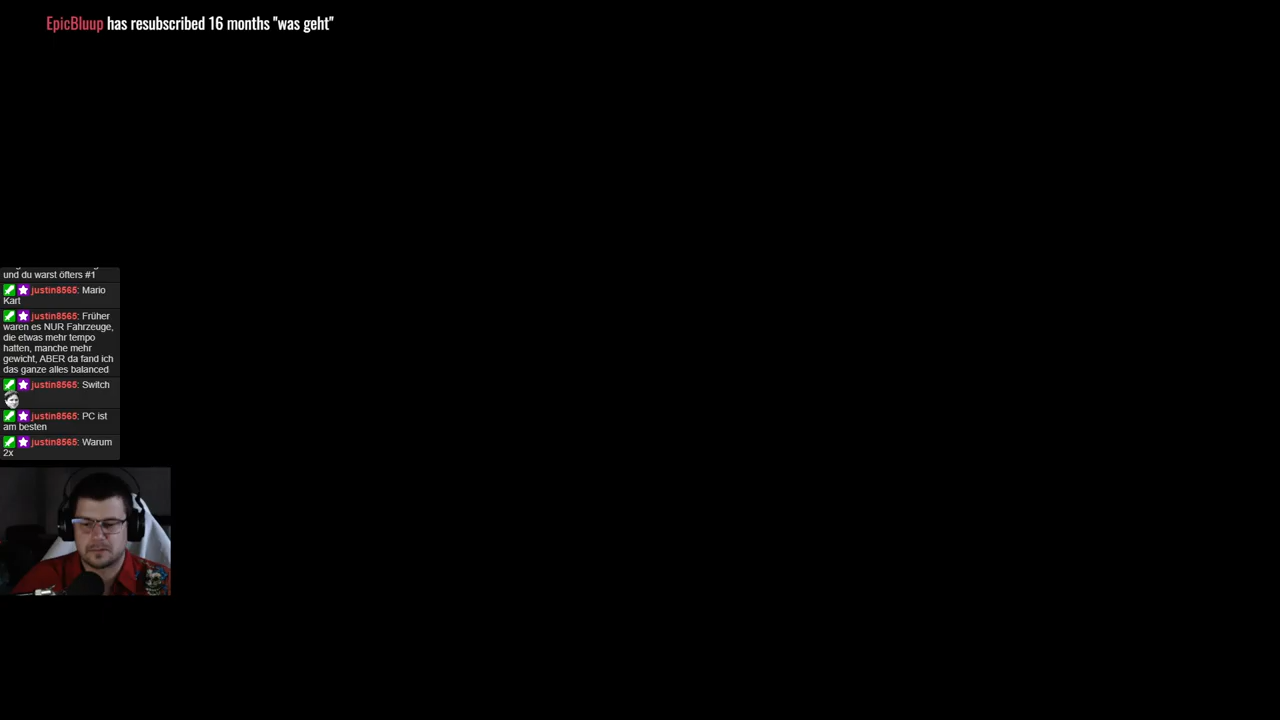 EpicBluup has resubscribed 16 months "was geht"
und du warst öfters #1
justin8565: Mario
Kart
justin8565: Früher
waren es NUR Fahrzeuge,
die etwas mehr tempo
hatten, manche mehr
gewicht, ABER da fand ich
das ganze alles balanced
justin8565: Switch
justin8565: PC ist
am besten
justin8565: Warum
2x